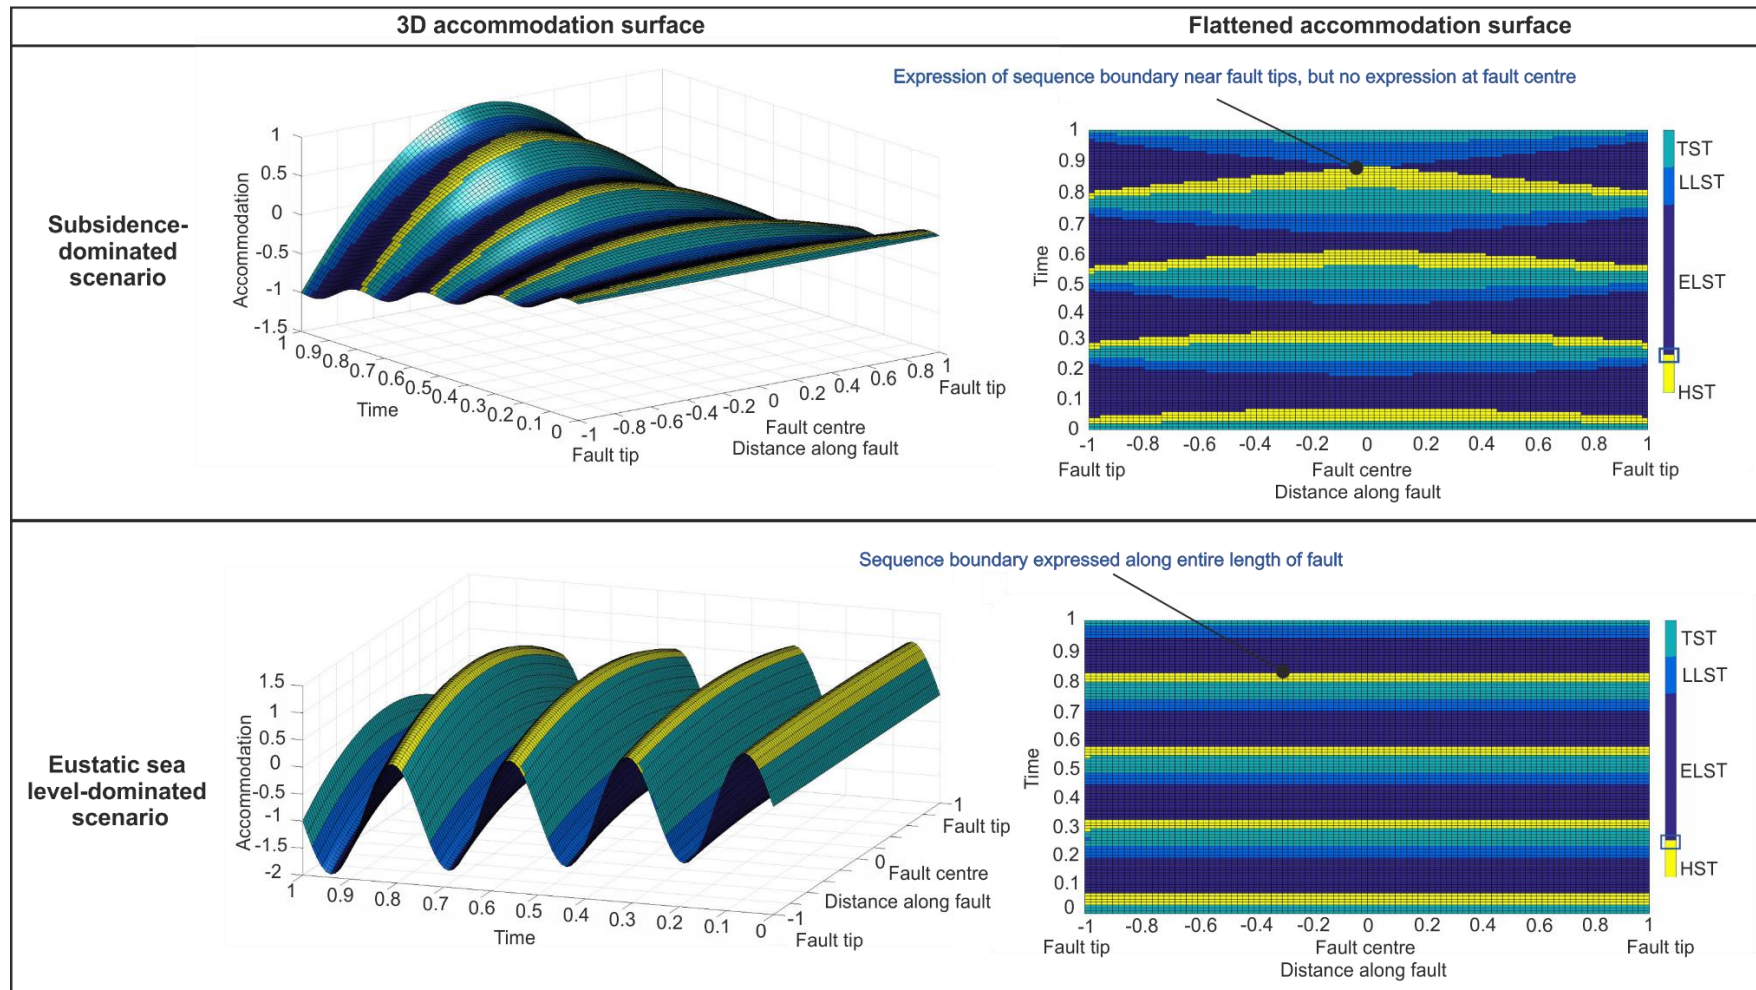 3D accommodation surface
Flattened accommodation surface
Subsidence-
dominated
scenario
Accommodation
1
0.5
0
-0.5
-1
-1.5
1
0.9
0.8
0.7
0.6
0.5
0.4
0.3
0.2
0.1
0
Time
-1
-0.8
-0.6
-0.4
-0.2
0
0.2
0.4
0.6
0.8
1
Fault tip
Fault centre
Fault tip
Distance along fault
Expression of sequence boundary near fault tips, but no expression at fault centre
Time
1
0.9
0.8
0.7
0.6
0.5
0.4
0.3
0.2
0.1
0
-1 -0.8 -0.6 -0.4 -0.2 0 0.2 0.4 0.6 0.8 1
Fault tip Fault centre Fault tip
Distance along fault
TST
LLST
ELST
HST
Eustatic sea
level-dominated
scenario
Accommodation
1.5
1
0.5
0
-0.5
-1
-1.5
-2
1 0.9 0.8 0.7 0.6 0.5 0.4 0.3 0.2 0.1 0
Time
-1
Fault tip
0
Fault centre
Distance along fault
1
Fault tip
Sequence boundary expressed along entire length of fault
Time
1
0.9
0.8
0.7
0.6
0.5
0.4
0.3
0.2
0.1
0
-1 -0.8 -0.6 -0.4 -0.2 0 0.2 0.4 0.6 0.8 1
Fault tip Fault centre Fault tip
Distance along fault
TST
LLST
ELST
HST